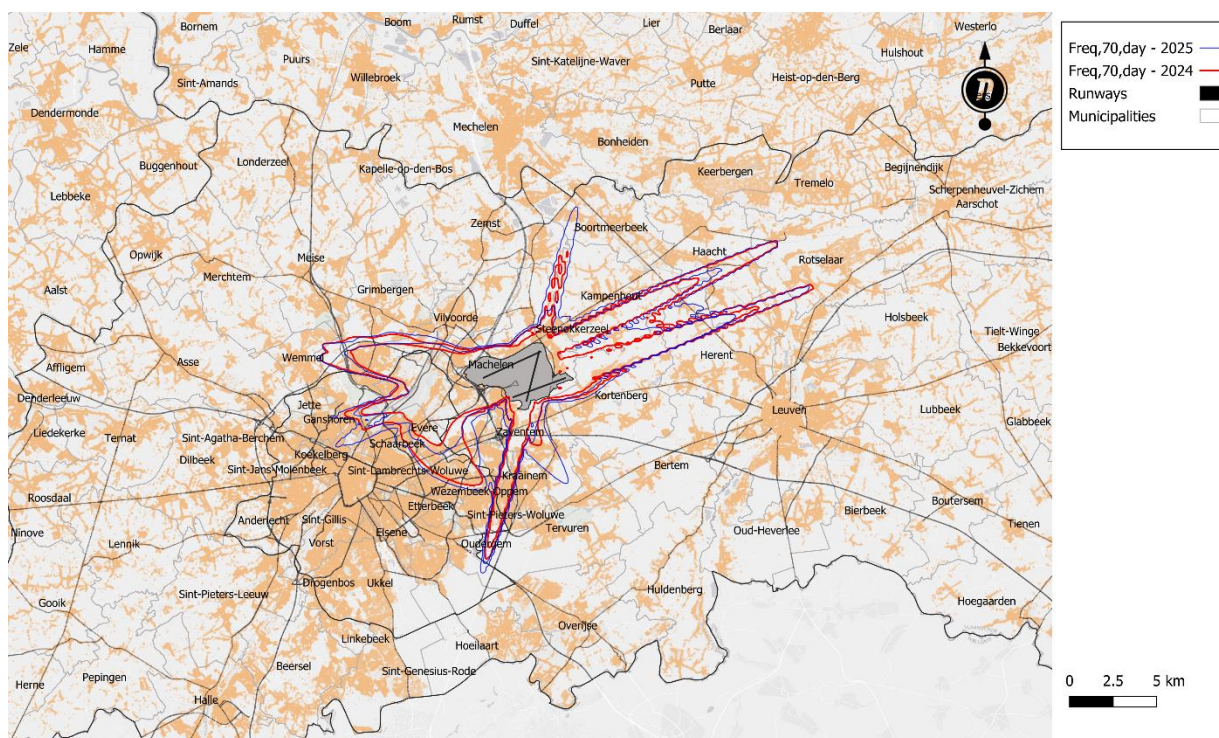 Bornem
Boom
Rumst
Duffel
Lier
Berlaar
Westerlo
Zele
Hamme
Puurs
Sint-Katelijne-Waver
Hulshout
Sint-Amands
Willebroek
Putte
Heist-op-den-Berg
Dendermonde
Mechelen
Bonheiden
Buggenhout
Londerzeel
Kapelle-op-den-Bos
Keerbergen
Tremelo
Begijnendijk
Lebbeke
Scherpenheuvel-Zichem
Aarschot
Zemst
Boortmeerbeek
Opwijk
Meise
Haacht
Rotselaar
Merchtem
Aalst
Grimbergen
Kampenhout
Vilvoorde
Holsbeek
Steenokkerzeel
Tielt-Winge
Affligem
Asse
Wemmel
Machelen
Herent
Bekkevoort
Denderleeuw
Jette
Kortenberg
Leuven
Lubbeek
Liedekerke
Ternat
Ganshoren
Evere
Zaventem
Glabbeek
Sint-Agatha-Berchem
Schaarbeek
Dilbeek
Koekelberg
Sint-Jans-Molenbeek
Sint-Lambrechts-Woluwe
Kraainem
Bertem
Roosdaal
Wezembeek-Oppem
Boutersem
Etterbeek
Sint-Pieters-Woluwe
Bierbeek
Anderlecht
Sint-Gillis
Tervuren
Tienen
Ninove
Lennik
Vorst
Elsene
Oudergem
Oud-Heverlee
Drogenbos
Ukkel
Huldenberg
Gooik
Sint-Pieters-Leeuw
Hoegaarden
Linkebeek
Overijse
Hoeilaart
Herne
Pepingen
Beersel
Sint-Genesius-Rode
Halle
Freq,70,day - 2025
Freq,70,day - 2024
Runways
Municipalities
0 2.5 5 km